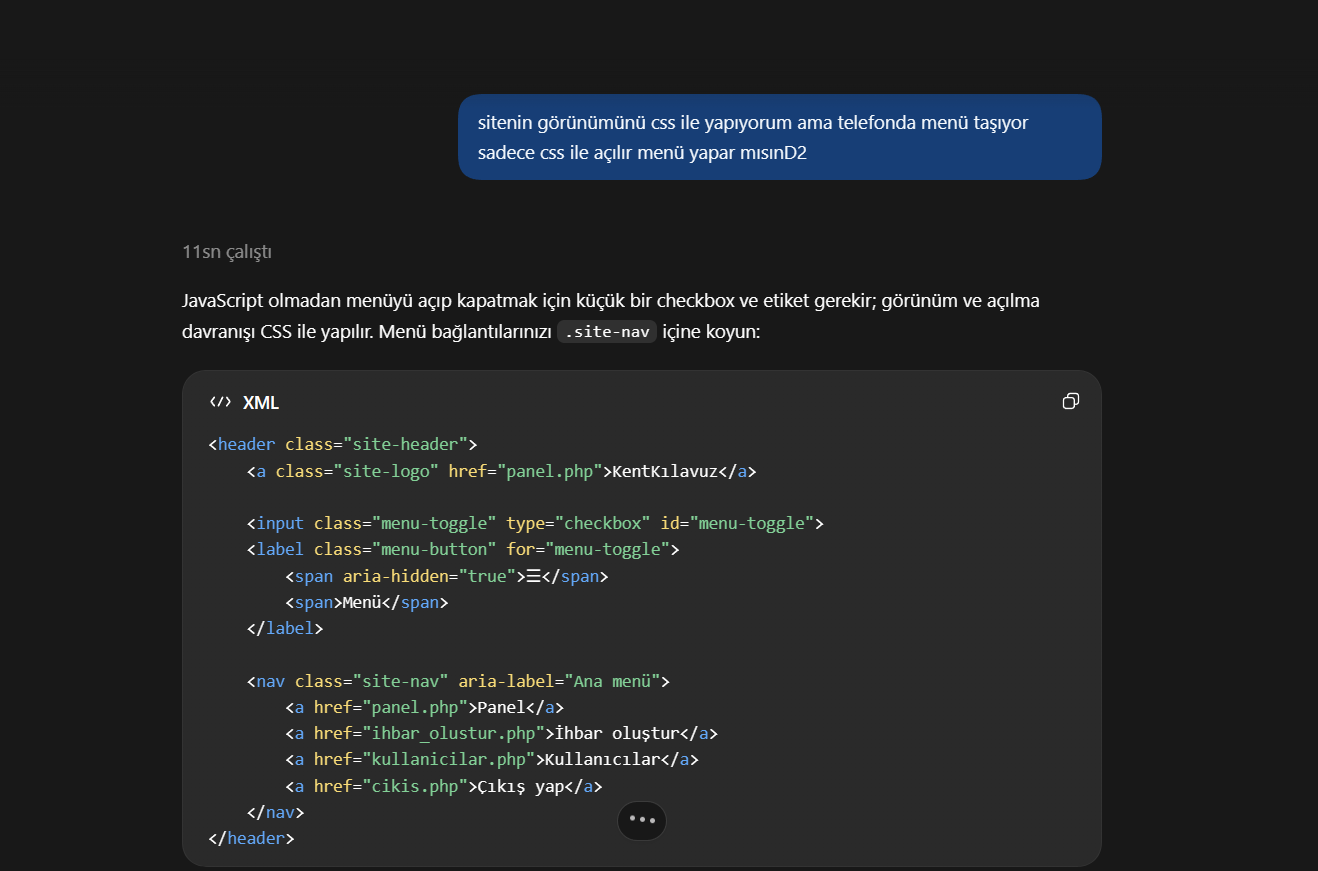 sitenin görünümünü css ile yapıyorum ama telefonda menü taşıyor
sadece css ile açılır menü yapar mısınD2
11sn çalıştı
JavaScript olmadan menüyü açıp kapatmak için küçük bir checkbox ve etiket gerekir; görünüm ve açılma
davranışı CSS ile yapılır. Menü bağlantılarınızı .site-nav içine koyun:
</> XML
<header class="site-header">
    <a class="site-logo" href="panel.php">KentKılavuz</a>

    <input class="menu-toggle" type="checkbox" id="menu-toggle">
    <label class="menu-button" for="menu-toggle">
        <span aria-hidden="true">☰</span>
        <span>Menü</span>
    </label>

    <nav class="site-nav" aria-label="Ana menü">
        <a href="panel.php">Panel</a>
        <a href="ihbar_olustur.php">İhbar oluştur</a>
        <a href="kullanicilar.php">Kullanıcılar</a>
        <a href="cikis.php">Çıkış yap</a>
    </nav>
</header>